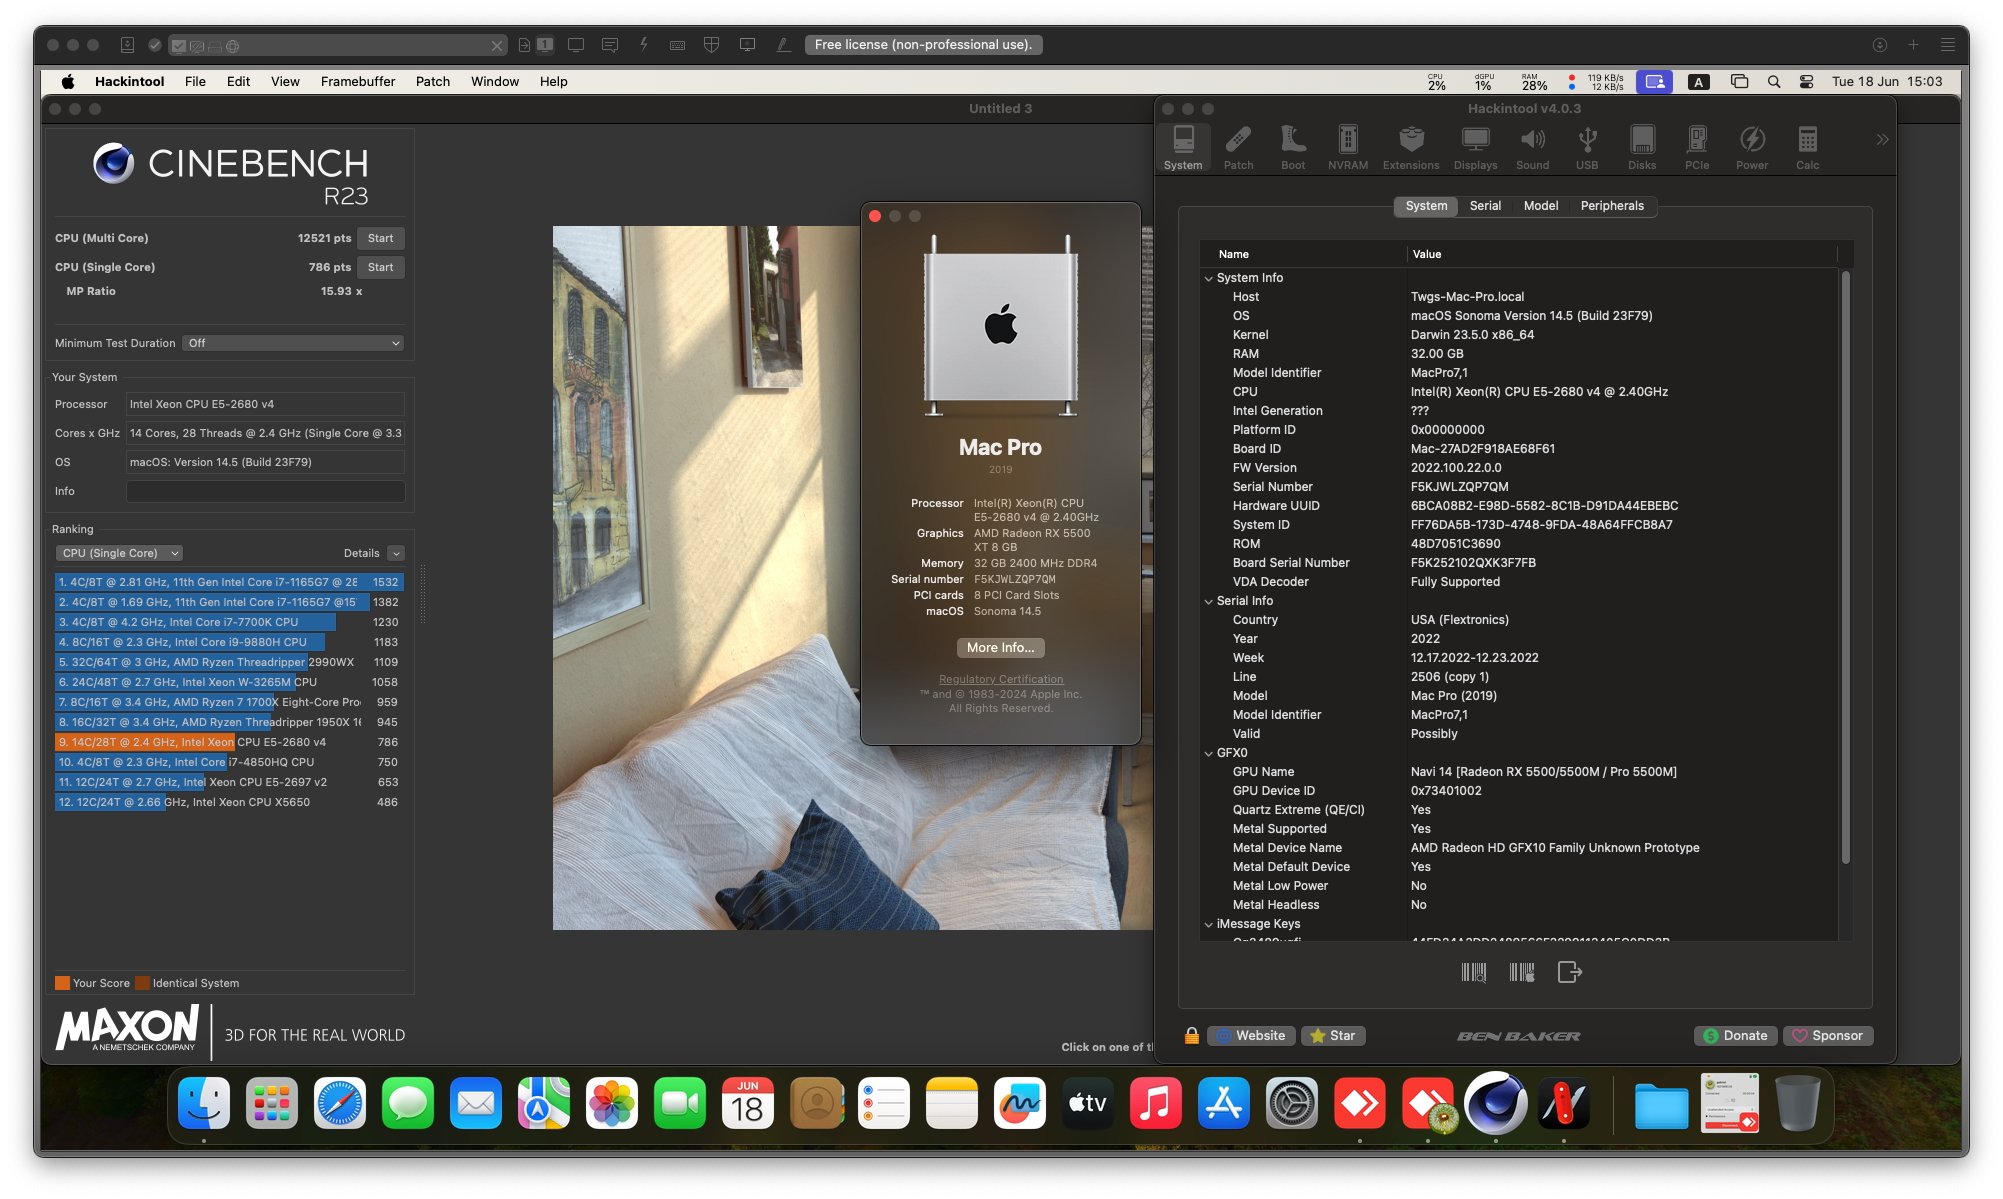 1
Free license (non-professional use).
Hackintool File Edit View Framebuffer Patch Window Help
CPU 2% dGPU 1% RAM 28% 119 KB/s 12 KB/s A Tue 18 Jun 15:03
Untitled 3
CINEBENCH
R23
CPU (Multi Core) 12521 pts Start
CPU (Single Core) 786 pts Start
MP Ratio 15.93 x
Minimum Test Duration Off
Your System
Processor Intel Xeon CPU E5-2680 v4
Cores x GHz 14 Cores, 28 Threads @ 2.4 GHz (Single Core @ 3.3
OS macOS: Version 14.5 (Build 23F79)
Info
Ranking
CPU (Single Core) Details
1. 4C/8T @ 2.81 GHz, 11th Gen Intel Core i7-1165G7 @ 28 1532
2. 4C/8T @ 1.69 GHz, 11th Gen Intel Core i7-1165G7 @15 1382
3. 4C/8T @ 4.2 GHz, Intel Core i7-7700K CPU 1230
4. 8C/16T @ 2.3 GHz, Intel Core i9-9880H CPU 1183
5. 32C/64T @ 3 GHz, AMD Ryzen Threadripper 2990WX 1109
6. 24C/48T @ 2.7 GHz, Intel Xeon W-3265M CPU 1058
7. 8C/16T @ 3.4 GHz, AMD Ryzen 7 1700X Eight-Core Pro 959
8. 16C/32T @ 3.4 GHz, AMD Ryzen Threadripper 1950X 16 945
9. 14C/28T @ 2.4 GHz, Intel Xeon CPU E5-2680 v4 786
10. 4C/8T @ 2.3 GHz, Intel Core i7-4850HQ CPU 750
11. 12C/24T @ 2.7 GHz, Intel Xeon CPU E5-2697 v2 653
12. 12C/24T @ 2.66 GHz, Intel Xeon CPU X5650 486
Your Score Identical System
MAXON
A NEMETSCHEK COMPANY
3D FOR THE REAL WORLD
Click on one of t
Mac Pro
2019
Processor Intel(R) Xeon(R) CPU
E5-2680 v4 @ 2.40GHz
Graphics AMD Radeon RX 5500
XT 8 GB
Memory 32 GB 2400 MHz DDR4
Serial number F5KJWLZQP7QM
PCI cards 8 PCI Card Slots
macOS Sonoma 14.5
More Info...
Regulatory Certification
™ and © 1983-2024 Apple Inc.
All Rights Reserved.
Hackintool v4.0.3
System Patch Boot NVRAM Extensions Displays Sound USB Disks PCIe Power Calc
System Serial Model Peripherals
Name Value
System Info
Host Twgs-Mac-Pro.local
OS macOS Sonoma Version 14.5 (Build 23F79)
Kernel Darwin 23.5.0 x86_64
RAM 32.00 GB
Model Identifier MacPro7,1
CPU Intel(R) Xeon(R) CPU E5-2680 v4 @ 2.40GHz
Intel Generation ???
Platform ID 0x00000000
Board ID Mac-27AD2F918AE68F61
FW Version 2022.100.22.0.0
Serial Number F5KJWLZQP7QM
Hardware UUID 6BCA08B2-E98D-5582-8C1B-D91DA44EBEBC
System ID FF76DA5B-173D-4748-9FDA-48A64FFCB8A7
ROM 48D7051C3690
Board Serial Number F5K252102QXK3F7FB
VDA Decoder Fully Supported
Serial Info
Country USA (Flextronics)
Year 2022
Week 12.17.2022-12.23.2022
Line 2506 (copy 1)
Model Mac Pro (2019)
Model Identifier MacPro7,1
Valid Possibly
GFX0
GPU Name Navi 14 [Radeon RX 5500/5500M / Pro 5500M]
GPU Device ID 0x73401002
Quartz Extreme (QE/CI) Yes
Metal Supported Yes
Metal Device Name AMD Radeon HD GFX10 Family Unknown Prototype
Metal Default Device Yes
Metal Low Power No
Metal Headless No
iMessage Keys
Website Star BEN BAKER Donate Sponsor
JUN
18
tv